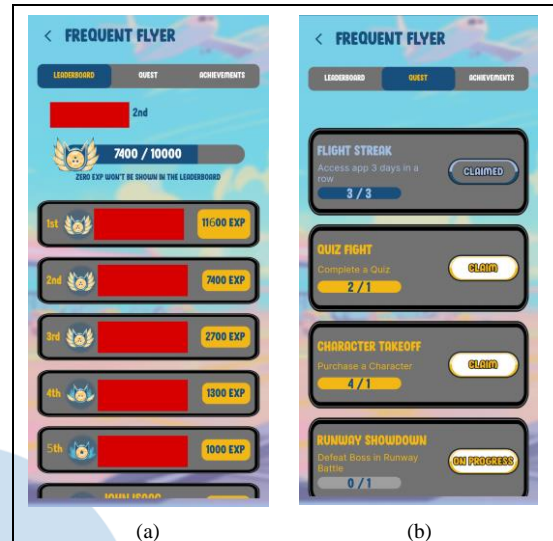 < FREQUENT FLYER
LEADERBOARD QUEST ACHIEVEMENTS
2nd
7400 / 10000
ZERO EXP WON'T BE SHOWN IN THE LEADERBOARD
1st 11600 EXP
2nd 7400 EXP
3rd 2700 EXP
4th 1300 EXP
5th 1000 EXP
(a)
< FREQUENT FLYER
LEADERBOARD QUEST ACHIEVEMENTS
FLIGHT STREAK
Access app 3 days in a
row
3 / 3
CLAIMED
QUIZ FIGHT
Complete a Quiz
2 / 1
CLAIM
CHARACTER TAKEOFF
Purchase a Character
4 / 1
CLAIM
RUNWAY SHOWDOWN
Defeat Boss in Runway
Battle
0 / 1
ON PROGRESS
(b)